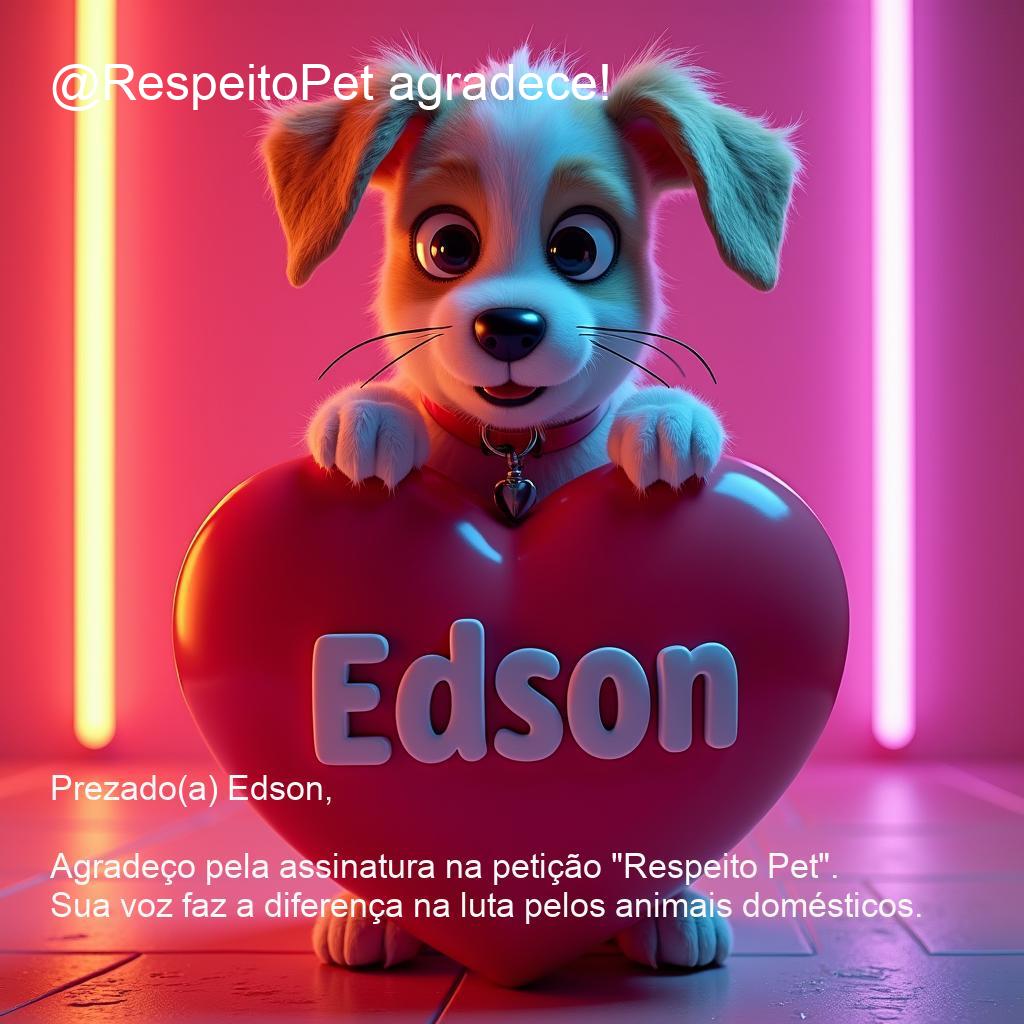 @RespeitoPet agradece!
Edson
Prezado(a) Edson,
Agradeço pela assinatura na petição "Respeito Pet".
Sua voz faz a diferença na luta pelos animais domésticos.